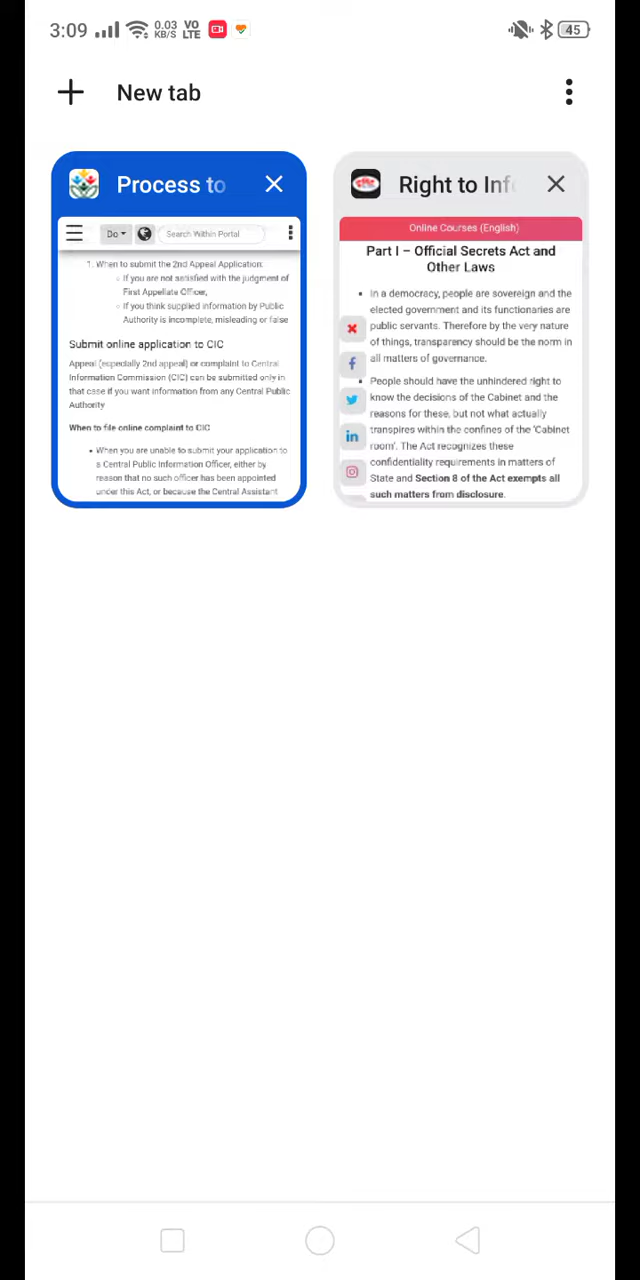 3:09 0.03 KB/S VO LTE 45
New tab
Process to
Do
Search Within Portal
1. When to submit the 2nd Appeal Application:
If you are not satisfied with the judgment of
First Appellate Officer;
If you think supplied information by Public
Authority is incomplete, misleading or false
Submit online application to CIC
Appeal (especially 2nd appeal) or complaint to Central
Information Commission (CIC) can be submitted only in
that case if you want information from any Central Public
Authority
When to file online complaint to CIC
When you are unable to submit your application to
a Central Public Information Officer, either by
reason that no such officer has been appointed
under this Act, or because the Central Assistant
Right to Inf
Online Courses (English)
Part I – Official Secrets Act and
Other Laws
In a democracy, people are sovereign and the
elected government and its functionaries are
public servants. Therefore by the very nature
of things, transparency should be the norm in
all matters of governance.
People should have the unhindered right to
know the decisions of the Cabinet and the
reasons for these, but not what actually
transpires within the confines of the 'Cabinet
room'. The Act recognizes these
confidentiality requirements in matters of
State and Section 8 of the Act exempts all
such matters from disclosure.